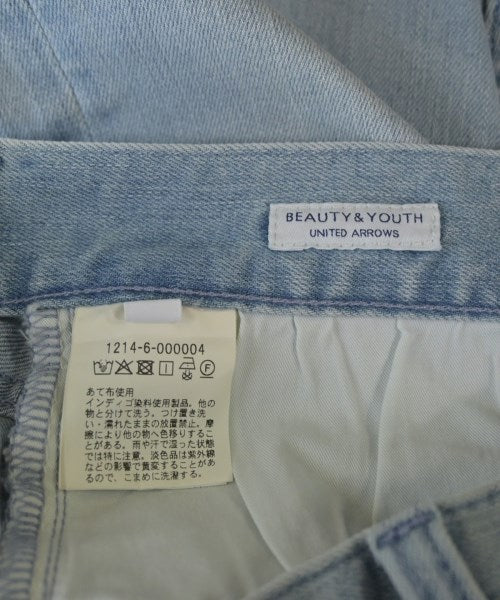 BEAUTY&YOUTH
UNITED ARROWS
1214-6-000004
あて布使用
インディゴ染料使用製品。他の
物と分けて洗う。つけ置き洗
い・濡れたままの放置禁止。摩
擦により他の物へ色移りするこ
とがある。雨や汗で湿った状態
では特に注意。淡色品は紫外線
などの影響で黄変することがあ
るので、こまめに洗濯する。